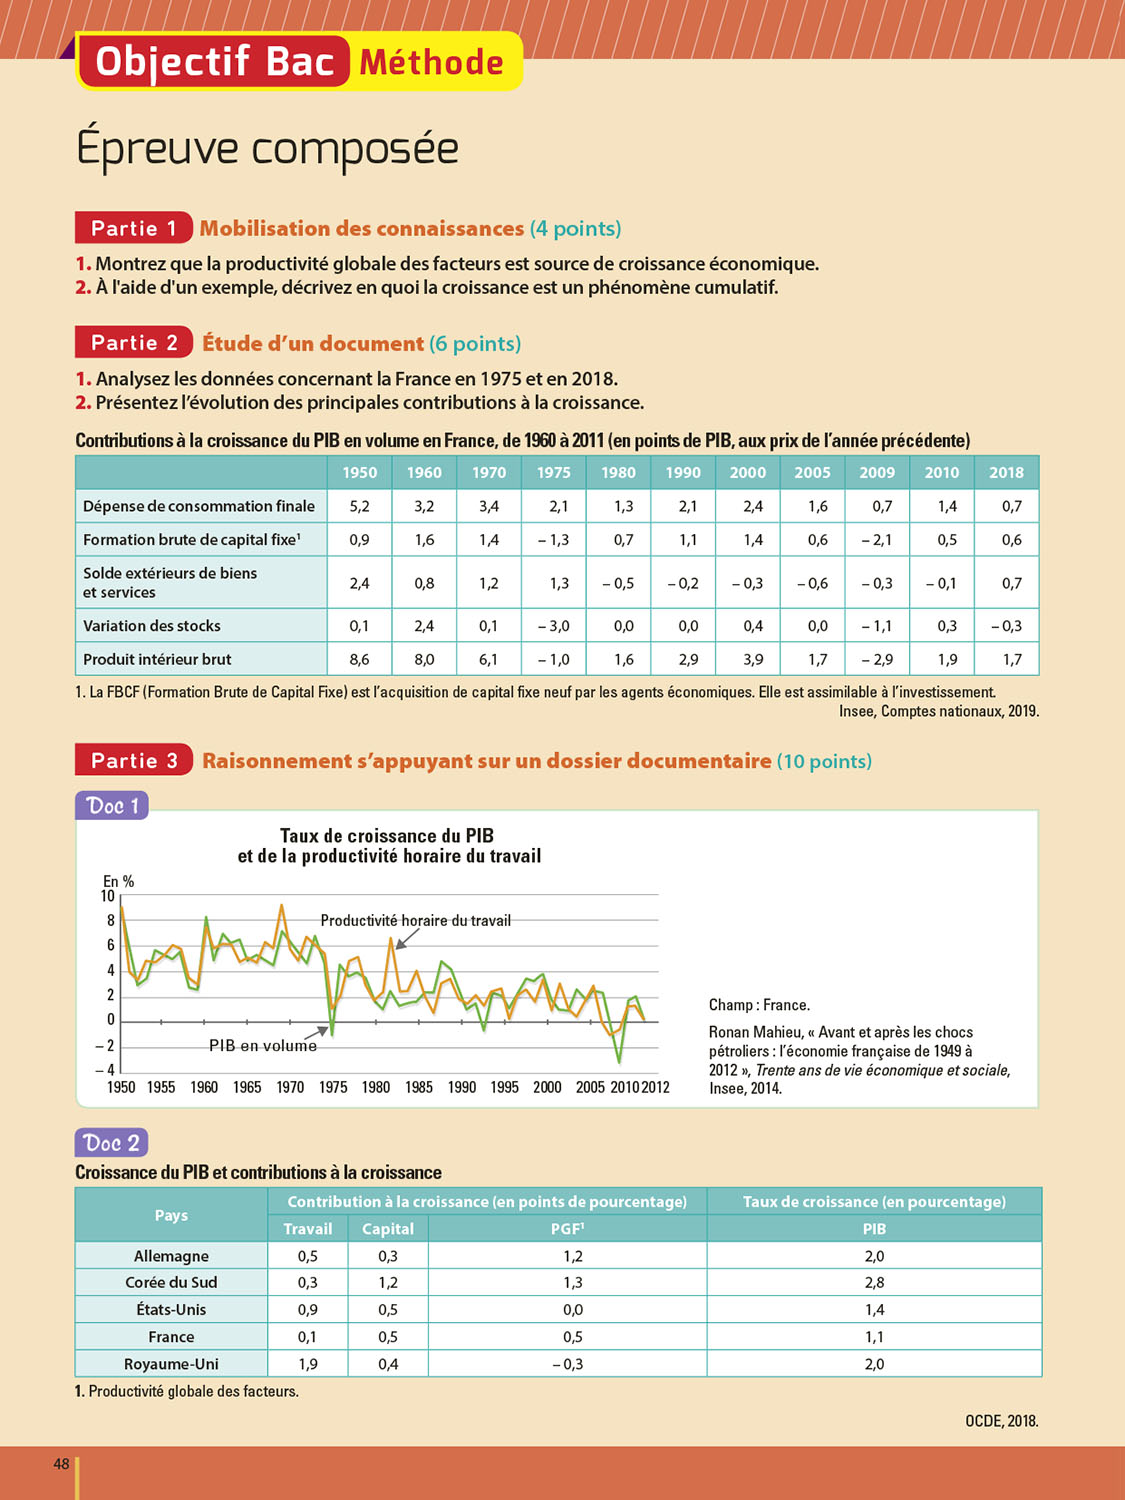 Objectif Bac Méthode
Épreuve composée
Partie 1 Mobilisation des connaissances (4 points)
1. Montrez que la productivité globale des facteurs est source de croissance économique.
2. À l'aide d'un exemple, décrivez en quoi la croissance est un phénomène cumulatif.
Partie 2 Étude d’un document (6 points)
1. Analysez les données concernant la France en 1975 et en 2018.
2. Présentez l’évolution des principales contributions à la croissance.
Contributions à la croissance du PIB en volume en France, de 1960 à 2011 (en points de PIB, aux prix de l’année précédente)
1950 1960 1970 1975 1980 1990 2000 2005 2009 2010 2018
Dépense de consommation finale 5,2 3,2 3,4 2,1 1,3 2,1 2,4 1,6 0,7 1,4 0,7
Formation brute de capital fixe¹ 0,9 1,6 1,4 – 1,3 0,7 1,1 1,4 0,6 – 2,1 0,5 0,6
Solde extérieurs de biens
et services 2,4 0,8 1,2 1,3 – 0,5 – 0,2 – 0,3 – 0,6 – 0,3 – 0,1 0,7
Variation des stocks 0,1 2,4 0,1 – 3,0 0,0 0,0 0,4 0,0 – 1,1 0,3 – 0,3
Produit intérieur brut 8,6 8,0 6,1 – 1,0 1,6 2,9 3,9 1,7 – 2,9 1,9 1,7
1. La FBCF (Formation Brute de Capital Fixe) est l’acquisition de capital fixe neuf par les agents économiques. Elle est assimilable à l’investissement.
Insee, Comptes nationaux, 2019.
Partie 3 Raisonnement s’appuyant sur un dossier documentaire (10 points)
Doc 1
Taux de croissance du PIB
et de la productivité horaire du travail
En %
10
8
6
4
2
0
– 2
– 4
Productivité horaire du travail
PIB en volume
1950 1955 1960 1965 1970 1975 1980 1985 1990 1995 2000 2005 2010 2012
Champ : France.
Ronan Mahieu, « Avant et après les chocs
pétroliers : l’économie française de 1949 à
2012 », Trente ans de vie économique et sociale,
Insee, 2014.
Doc 2
Croissance du PIB et contributions à la croissance
Pays Contribution à la croissance (en points de pourcentage) Taux de croissance (en pourcentage)
Travail Capital PGF¹ PIB
Allemagne 0,5 0,3 1,2 2,0
Corée du Sud 0,3 1,2 1,3 2,8
États-Unis 0,9 0,5 0,0 1,4
France 0,1 0,5 0,5 1,1
Royaume-Uni 1,9 0,4 – 0,3 2,0
1. Productivité globale des facteurs.
OCDE, 2018.
48